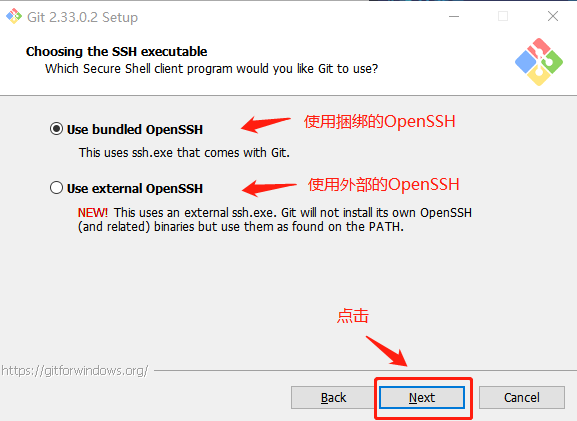 Git 2.33.0.2 Setup
Choosing the SSH executable
Which Secure Shell client program would you like Git to use?
Use bundled OpenSSH
使用捆绑的OpenSSH
This uses ssh.exe that comes with Git.
Use external OpenSSH
使用外部的OpenSSH
NEW! This uses an external ssh.exe. Git will not install its own OpenSSH
(and related) binaries but use them as found on the PATH.
点击
https://gitforwindows.org/
Back
Next
Cancel